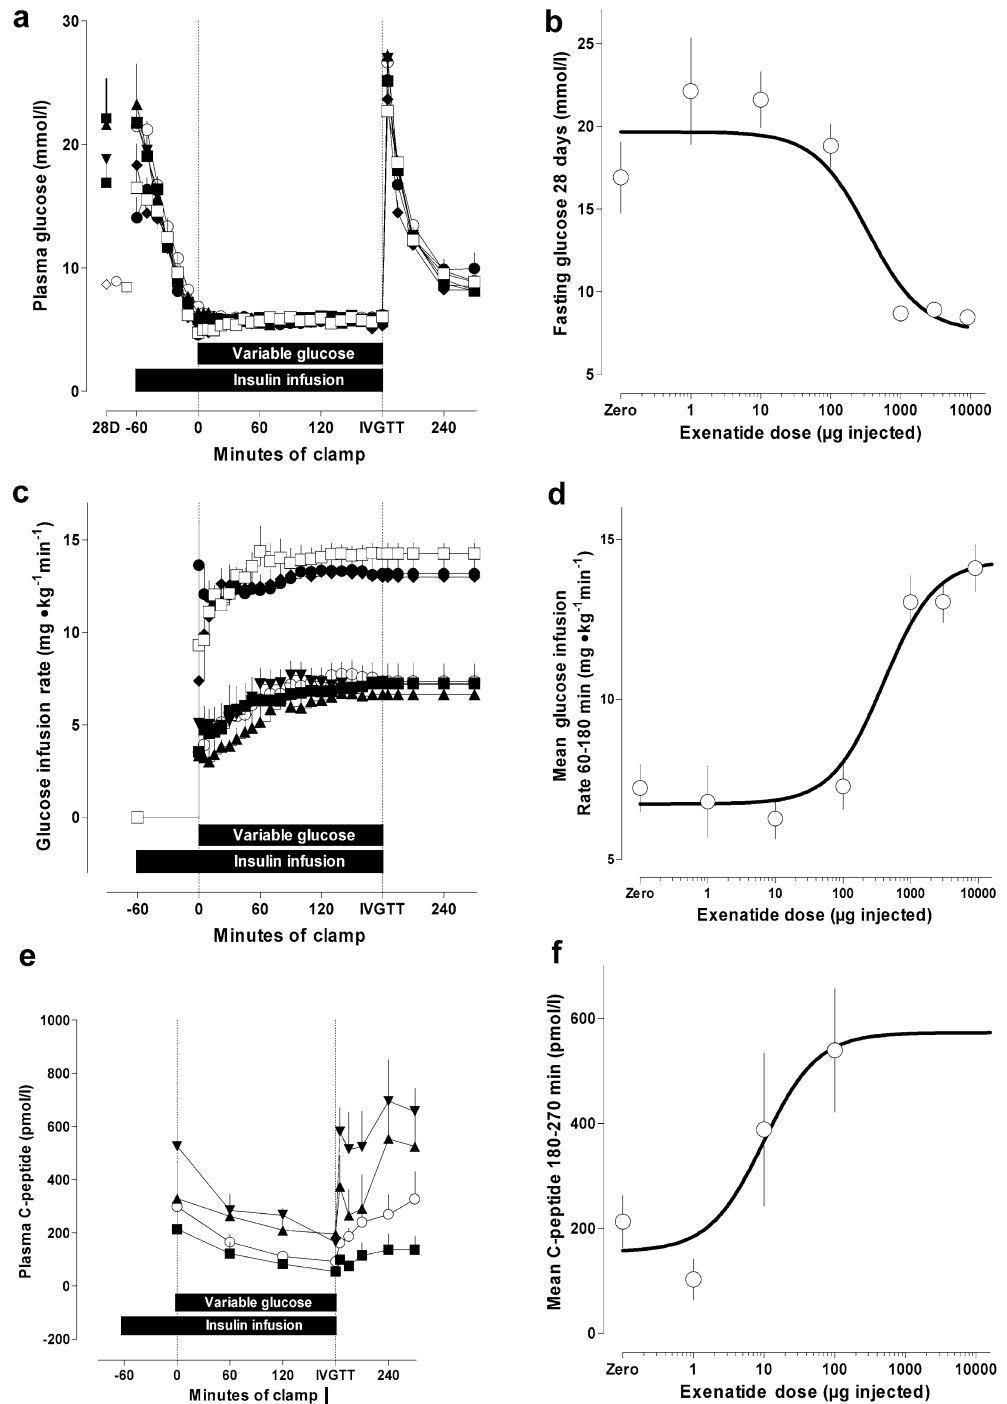 a
Plasma glucose (mmol/l)
30
20
10
0
Variable glucose
Insulin infusion
28D -60 0 60 120 IVGTT 240
Minutes of clamp
b
Fasting glucose 28 days (mmol/l)
25
20
15
10
5
Zero 1 10 100 1000 10000
Exenatide dose (µg injected)
c
Glucose infusion rate (mg •kg-1min-1)
15
10
5
0
Variable glucose
Insulin infusion
-60 0 60 120 IVGTT 240
Minutes of clamp
d
Mean glucose infusion
Rate 60-180 min (mg •kg-1min-1)
15
10
5
Zero 1 10 100 1000 10000
Exenatide dose (µg injected)
e
Plasma C-peptide (pmol/l)
1000
800
600
400
200
0
-200
Variable glucose
Insulin infusion
-60 0 60 120 IVGTT 240
Minutes of clamp
f
Mean C-peptide 180-270 min (pmol/l)
600
400
200
0
Zero 1 10 100 1000 10000
Exenatide dose (µg injected)